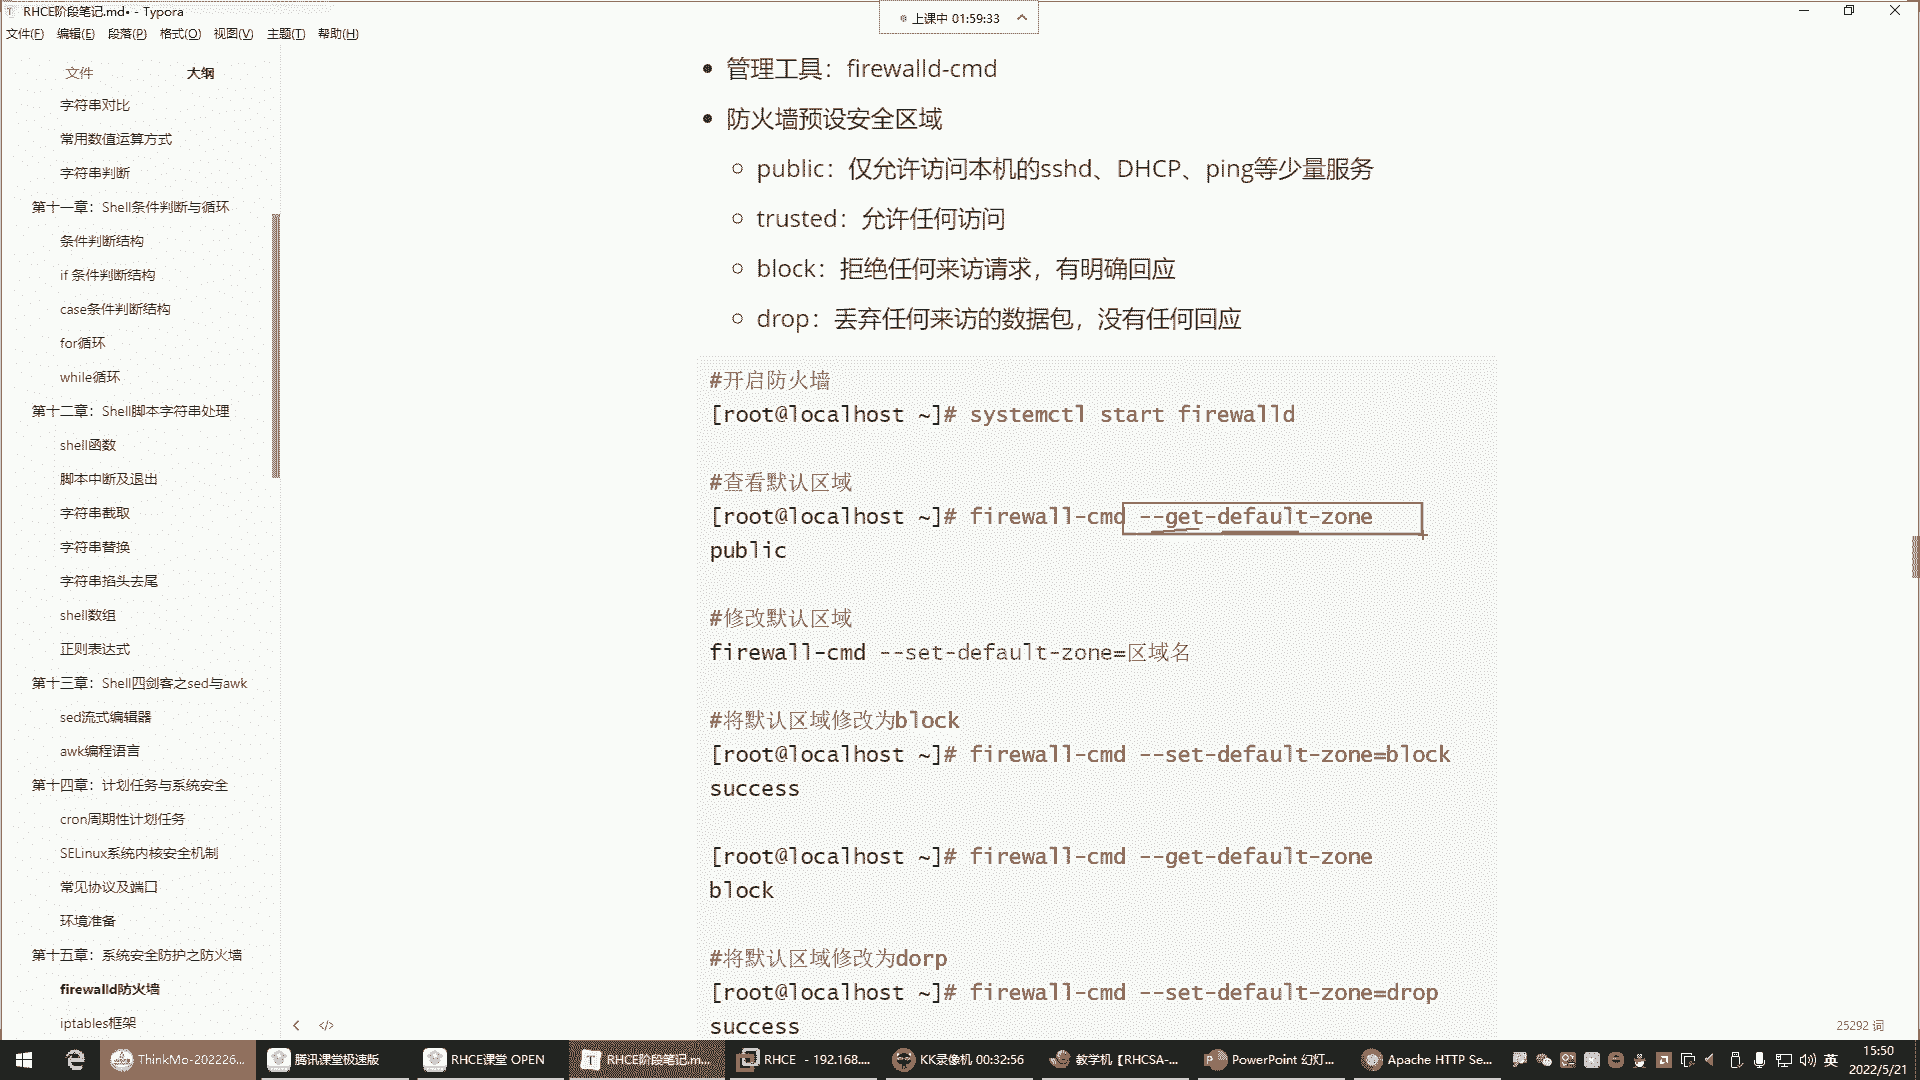 RHCE阶段笔记.md• - Typora
上课中 01:59:33
文件(F) 编辑(E) 段落(P) 格式(O) 视图(V) 主题(T) 帮助(H)
文件 大纲
字符串对比
常用数值运算方式
字符串判断
第十一章：Shell条件判断与循环
条件判断结构
if 条件判断结构
case条件判断结构
for循环
while循环
第十二章：Shell脚本字符串处理
shell函数
脚本中断及退出
字符串截取
字符串替换
字符串掐头去尾
shell数组
正则表达式
第十三章：Shell四剑客之sed与awk
sed流式编辑器
awk编程语言
第十四章：计划任务与系统安全
cron周期性计划任务
SELinux系统内核安全机制
常见协议及端口
环境准备
第十五章：系统安全防护之防火墙
firewalld防火墙
iptables框架
管理工具：firewalld-cmd
防火墙预设安全区域
public：仅允许访问本机的sshd、DHCP、ping等少量服务
trusted：允许任何访问
block：拒绝任何来访请求，有明确回应
drop：丢弃任何来访的数据包，没有任何回应
#开启防火墙
[root@localhost ~]# systemctl start firewalld
#查看默认区域
[root@localhost ~]# firewall-cmd --get-default-zone
public
#修改默认区域
firewall-cmd --set-default-zone=区域名
#将默认区域修改为block
[root@localhost ~]# firewall-cmd --set-default-zone=block
success
[root@localhost ~]# firewall-cmd --get-default-zone
block
#将默认区域修改为dorp
[root@localhost ~]# firewall-cmd --set-default-zone=drop
success
25292 词
ThinkMo-202226...
腾讯课堂极速版
RHCE课堂 OPEN
RHCE阶段笔记.m...
RHCE - 192.168....
KK录像机 00:32:56
教学机【RHCSA-...
PowerPoint 幻灯...
Apache HTTP Se...
英
15:50
2022/5/21